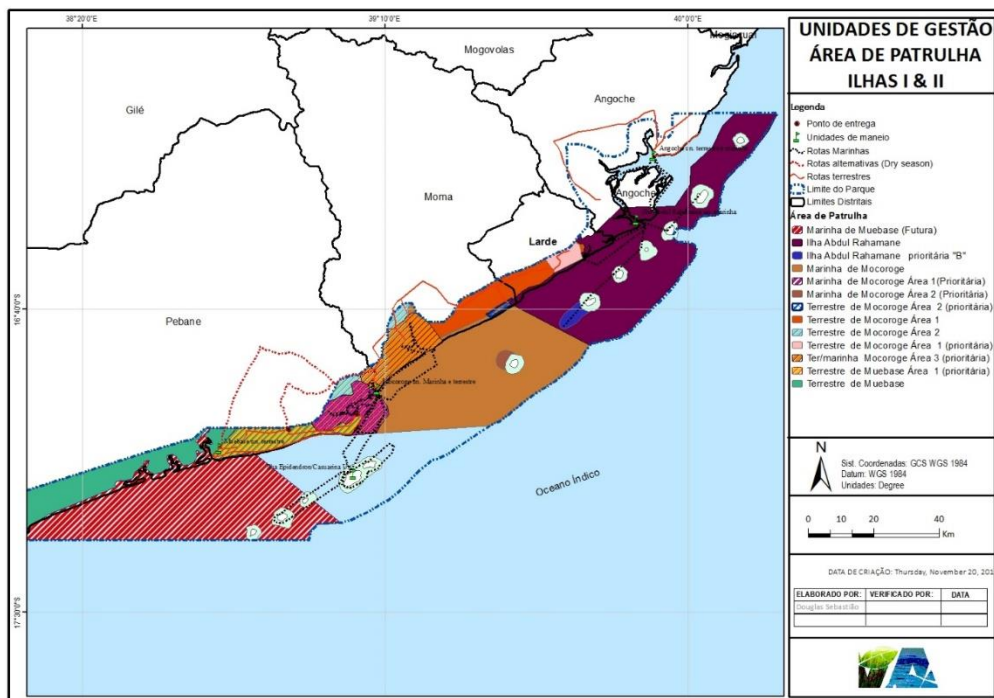 38°20'0"E
39°10'0"E
40°0'0"E
16°40'0"S
17°30'0"S
Mogovolas
Gilé
Angoche
Moma
Angoche
Larde
Pebane
Oceano Índico
UNIDADES DE GESTÃO
ÁREA DE PATRULHA
ILHAS I & II
Legenda
Ponto de entrega
Unidades de maneio
Rotas Marinhas
Rotas alternativas (Dry season)
Rotas terrestres
Limite do Parque
Limites Distritais
Área de Patrulha
Marinha de Muebase (Futura)
Ilha Abdul Rahamane
Ilha Abdul Rahamane prioritária "B"
Marinha de Mocoroge
Marinha de Mocoroge Área 1(Prioritária)
Marinha de Mocoroge Área 2 (Prioritária)
Terrestre de Mocoroge Área 2 (prioritária)
Terrestre de Mocoroge Área 1
Terrestre de Mocoroge Área 2
Terrestre de Mocoroge Área 1 (prioritária)
Ter/marinha Mocoroge Área 3 (prioritária)
Terrestre de Muebase Área 1 (prioritária)
Terrestre de Muebase
N
Sist. Coordenadas: GCS WGS 1984
Datum: WGS 1984
Unidades: Degree
0 10 20 40
Km
DATA DE CRIAÇÃO: Thursday, November 20, 201
ELABORADO POR: VERIFICADO POR: DATA
Douglas Sebastião